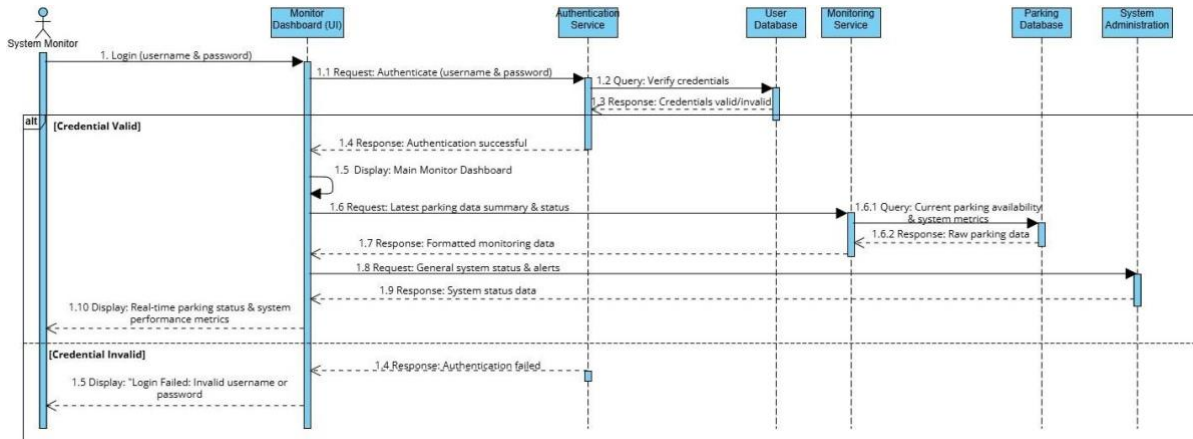 Monitor
Dashboard (UI)
Authentication
Service
User
Database
Monitoring
Service
Parking
Database
System
Administration
System Monitor
1. Login (username & password)
1.1 Request: Authenticate (username & password)
1.2 Query: Verify credentials
1.3 Response: Credentials valid/invalid
alt
[Credential Valid]
1.4 Response: Authentication successful
1.5 Display: Main Monitor Dashboard
1.6 Request: Latest parking data summary & status
1.6.1 Query: Current parking availability
& system metrics
1.6.2 Response: Raw parking data
1.7 Response: Formatted monitoring data
1.8 Request: General system status & alerts
1.9 Response: System status data
1.10 Display: Real-time parking status & system
performance metrics
[Credential Invalid]
1.4 Response: Authentication failed
1.5 Display: "Login Failed: Invalid username or
password